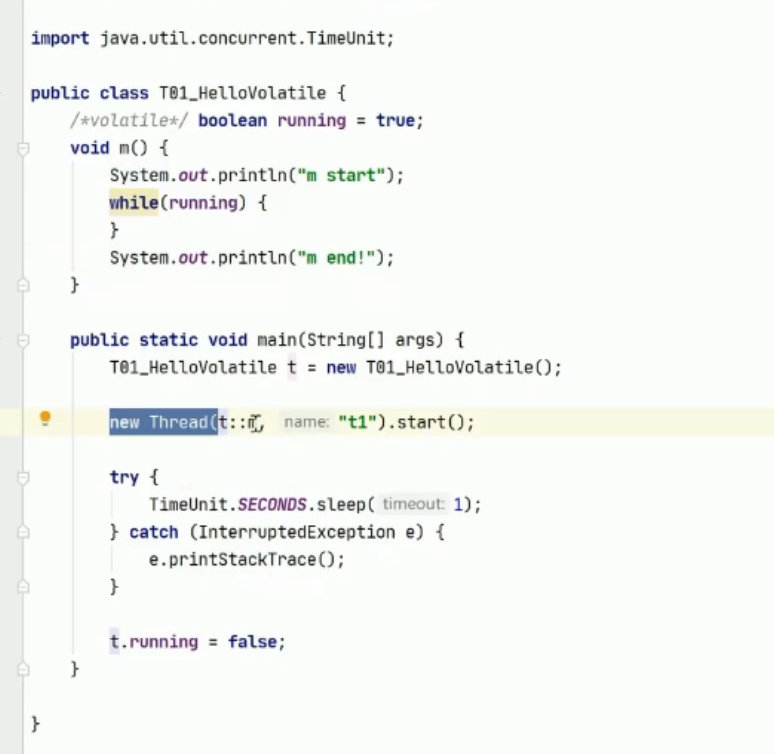 import java.util.concurrent.TimeUnit;
public class T01_HelloVolatile {
/*volatile*/ boolean running = true;
void m() {
System.out.println("m start");
while(running) {
}
System.out.println("m end!");
}
public static void main(String[] args) {
T01_HelloVolatile t = new T01_HelloVolatile();
new Thread(t::m, name: "t1").start();
try {
TimeUnit.SECONDS.sleep( timeout: 1);
} catch (InterruptedException e) {
e.printStackTrace();
}
t.running = false;
}
}